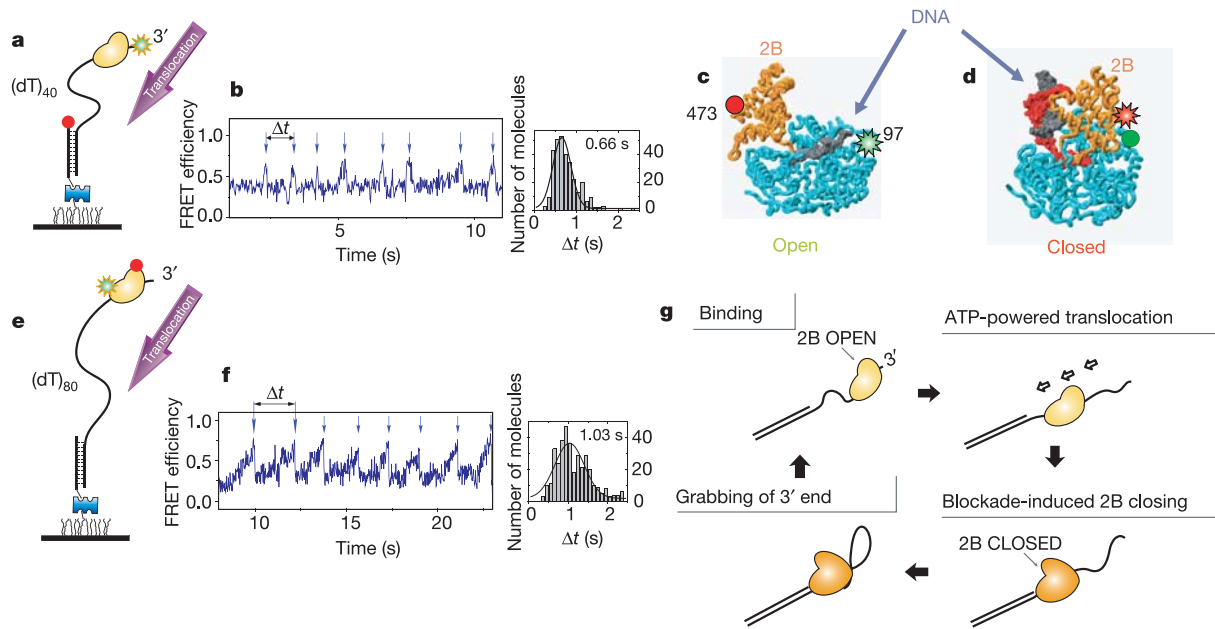 a
3′
(dT)40
Translocation
b
FRET efficiency
1.0
0.5
0.0
Δt
5
10
Time (s)
Number of molecules
0.66 s
40
20
0
0
1
2
Δt (s)
DNA
c
2B
473
97
Open
d
2B
Closed
e
3′
(dT)80
Translocation
f
FRET efficiency
1.0
0.5
0.0
Δt
10
15
20
Time (s)
Number of molecules
1.03 s
40
20
0
0
1
2
Δt (s)
g
Binding
2B OPEN
3′
ATP-powered translocation
Grabbing of 3′ end
Blockade-induced 2B closing
2B CLOSED